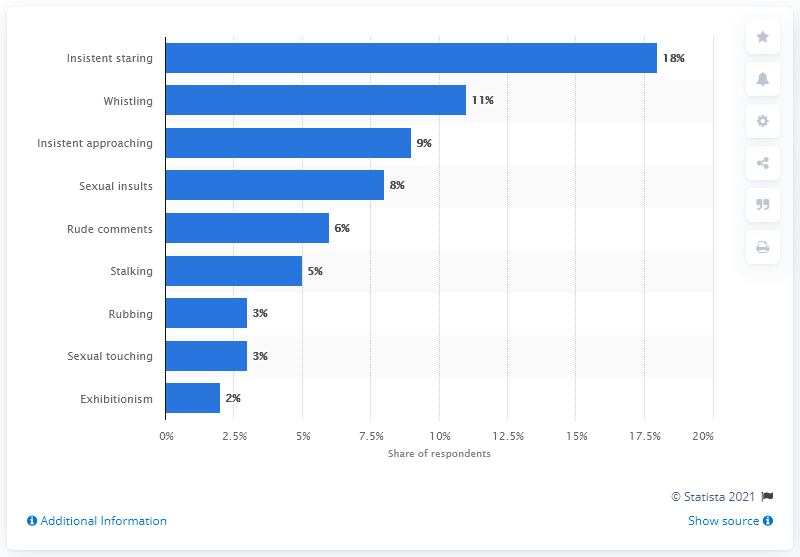 Insistent staring 18%
Whistling 11%
Insistent approaching 9%
Sexual insults 8%
Rude comments 6%
Stalking 5%
Rubbing 3%
Sexual touching 3%
Exhibitionism 2%
0% 2.5% 5% 7.5% 10% 12.5% 15% 17.5% 20%
Share of respondents
© Statista 2021
Additional Information Show source